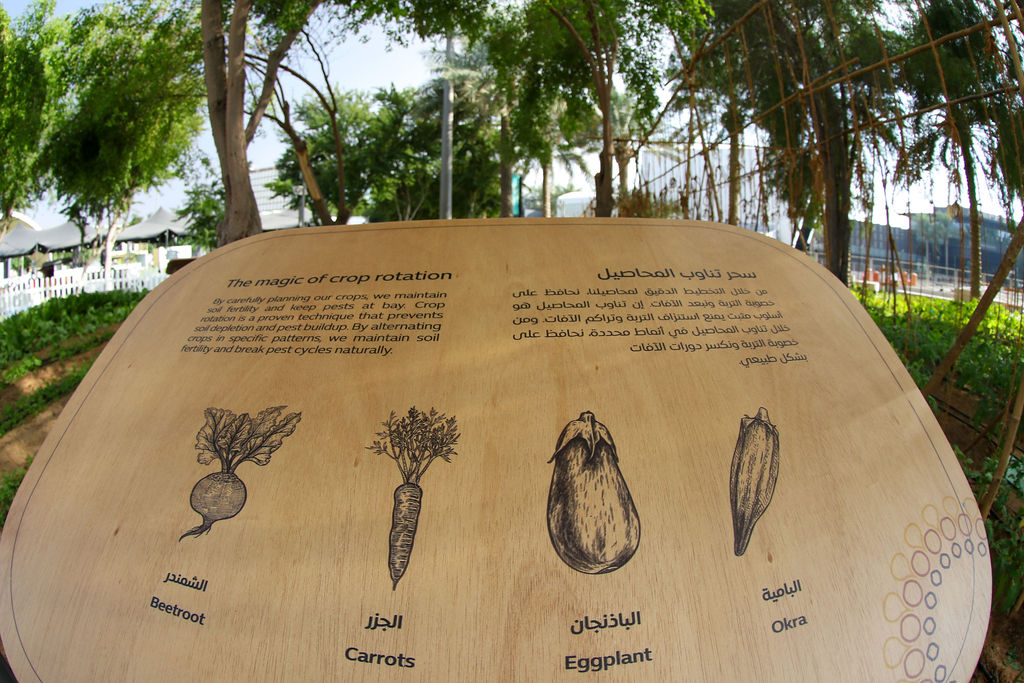 The magic of crop rotation
By carefully planning our crops, we maintain
soil fertility and keep pests at bay. Crop
rotation is a proven technique that prevents
soil depletion and pest buildup. By alternating
crops in specific patterns, we maintain soil
fertility and break pest cycles naturally.
سحر تناوب المحاصيل
من خلال التخطيط الدقيق لمحاصيلنا، نحافظ على
خصوبة التربة ونبعد الآفات. إن تناوب المحاصيل هو
أسلوب مثبت يمنع استنزاف التربة وتراكم الآفات. ومن
خلال تناوب المحاصيل في أنماط محددة، نحافظ على
خصوبة التربة ونكسر دورات الآفات
بشكل طبيعي.
الشمندر
Beetroot
الجزر
Carrots
الباذنجان
Eggplant
البامية
Okra